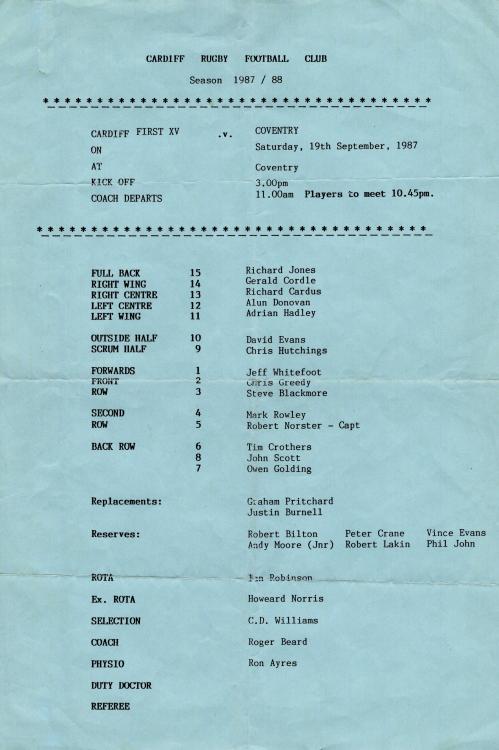 CARDIFF RUGBY FOOTBALL CLUB
Season 1987 / 88
* * * * * * * * * * * * * * * * * * * * * * * * * * * * * * * * *
CARDIFF FIRST XV .v. COVENTRY
ON Saturday, 19th September, 1987
AT Coventry
KICK OFF 3.00pm
COACH DEPARTS 11.00am Players to meet 10.45pm.
* * * * * * * * * * * * * * * * * * * * * * * * * * * * * * * * *
FULL BACK 15 Richard Jones
RIGHT WING 14 Gerald Cordle
RIGHT CENTRE 13 Richard Cardus
LEFT CENTRE 12 Alun Donovan
LEFT WING 11 Adrian Hadley
OUTSIDE HALF 10 David Evans
SCRUM HALF 9 Chris Hutchings
FORWARDS 1 Jeff Whitefoot
FRONT 2 Chris Greedy
ROW 3 Steve Blackmore
SECOND 4 Mark Rowley
ROW 5 Robert Norster - Capt
BACK ROW 6 Tim Crothers
8 John Scott
7 Owen Golding
Replacements: Graham Pritchard
Justin Burnell
Reserves: Robert Bilton Peter Crane Vince Evans
Andy Moore (Jnr) Robert Lakin Phil John
ROTA Robinson
Ex. ROTA Howeard Norris
SELECTION C.D. Williams
COACH Roger Beard
PHYSIO Ron Ayres
DUTY DOCTOR
REFEREE